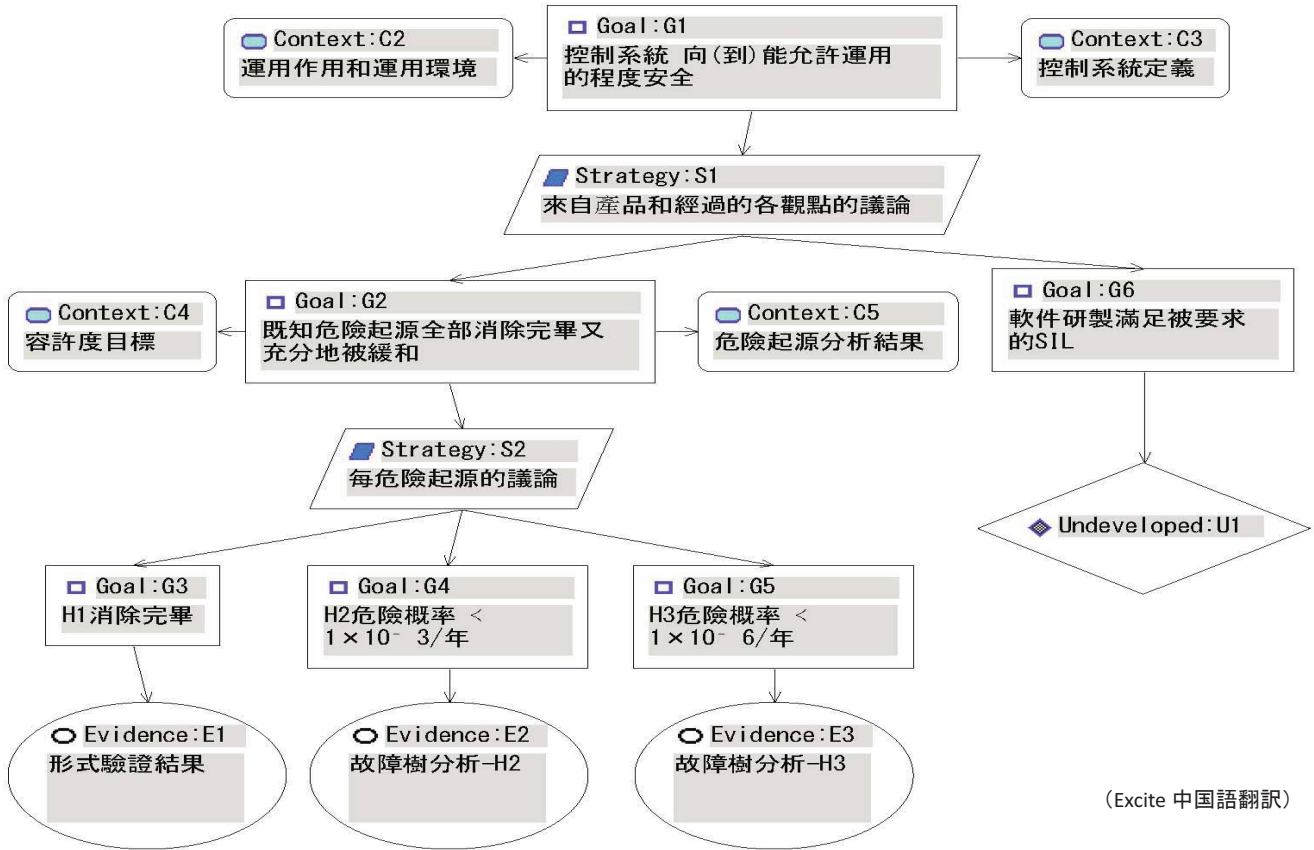 Goal:G1
控制系統 向(到)能允許運用
的程度安全
Context:C2
運用作用和運用環境
Context:C3
控制系統定義
Strategy:S1
來自產品和經過的各觀點的議論
Goal:G2
既知危險起源全部消除完畢又
充分地被緩和
Context:C4
容許度目標
Context:C5
危險起源分析結果
Goal:G6
軟件研製滿足被要求
的SIL
Strategy:S2
每危險起源的議論
Undeveloped:U1
Goal:G3
H1消除完畢
Goal:G4
H2危險概率 <
1×10⁻ 3/年
Goal:G5
H3危險概率 <
1×10⁻ 6/年
Evidence:E1
形式驗證結果
Evidence:E2
故障樹分析-H2
Evidence:E3
故障樹分析-H3
(Excite 中国語翻訳)